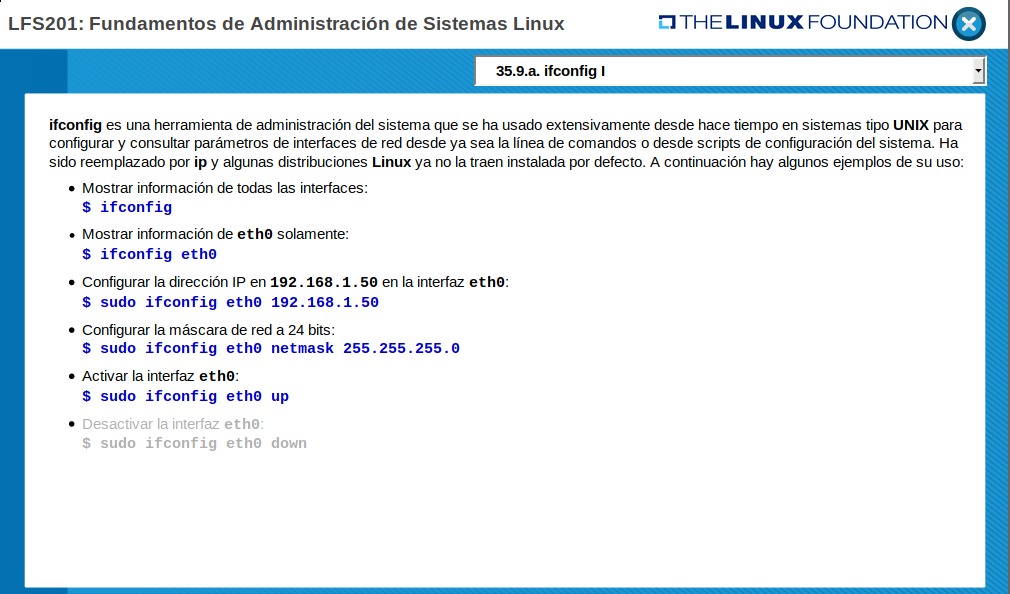 LFS201: Fundamentos de Administración de Sistemas Linux
THE LINUX FOUNDATION
35.9.a. ifconfig I
ifconfig es una herramienta de administración del sistema que se ha usado extensivamente desde hace tiempo en sistemas tipo UNIX para
configurar y consultar parámetros de interfaces de red desde ya sea la línea de comandos o desde scripts de configuración del sistema. Ha
sido reemplazado por ip y algunas distribuciones Linux ya no la traen instalada por defecto. A continuación hay algunos ejemplos de su uso:
• Mostrar información de todas las interfaces:
$ ifconfig
• Mostrar información de eth0 solamente:
$ ifconfig eth0
• Configurar la dirección IP en 192.168.1.50 en la interfaz eth0:
$ sudo ifconfig eth0 192.168.1.50
• Configurar la máscara de red a 24 bits:
$ sudo ifconfig eth0 netmask 255.255.255.0
• Activar la interfaz eth0:
$ sudo ifconfig eth0 up
• Desactivar la interfaz eth0:
$ sudo ifconfig eth0 down